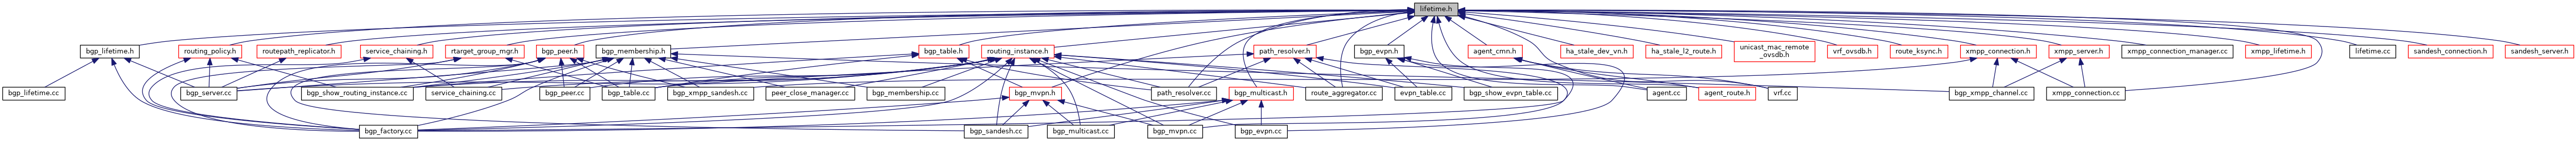 lifetime.h
bgp_lifetime.h
routing_policy.h
routepath_replicator.h
service_chaining.h
rtarget_group_mgr.h
bgp_peer.h
bgp_membership.h
bgp_table.h
routing_instance.h
path_resolver.h
bgp_evpn.h
agent_cmn.h
ha_stale_dev_vn.h
ha_stale_l2_route.h
unicast_mac_remote
_ovsdb.h
vrf_ovsdb.h
route_ksync.h
xmpp_connection.h
xmpp_server.h
xmpp_connection_manager.cc
xmpp_lifetime.h
lifetime.cc
sandesh_connection.h
sandesh_server.h
bgp_lifetime.cc
bgp_server.cc
bgp_show_routing_instance.cc
service_chaining.cc
bgp_peer.cc
bgp_table.cc
bgp_xmpp_sandesh.cc
peer_close_manager.cc
bgp_membership.cc
bgp_mvpn.h
path_resolver.cc
bgp_multicast.h
route_aggregator.cc
evpn_table.cc
bgp_show_evpn_table.cc
agent.cc
agent_route.h
vrf.cc
bgp_xmpp_channel.cc
xmpp_connection.cc
bgp_factory.cc
bgp_sandesh.cc
bgp_multicast.cc
bgp_mvpn.cc
bgp_evpn.cc